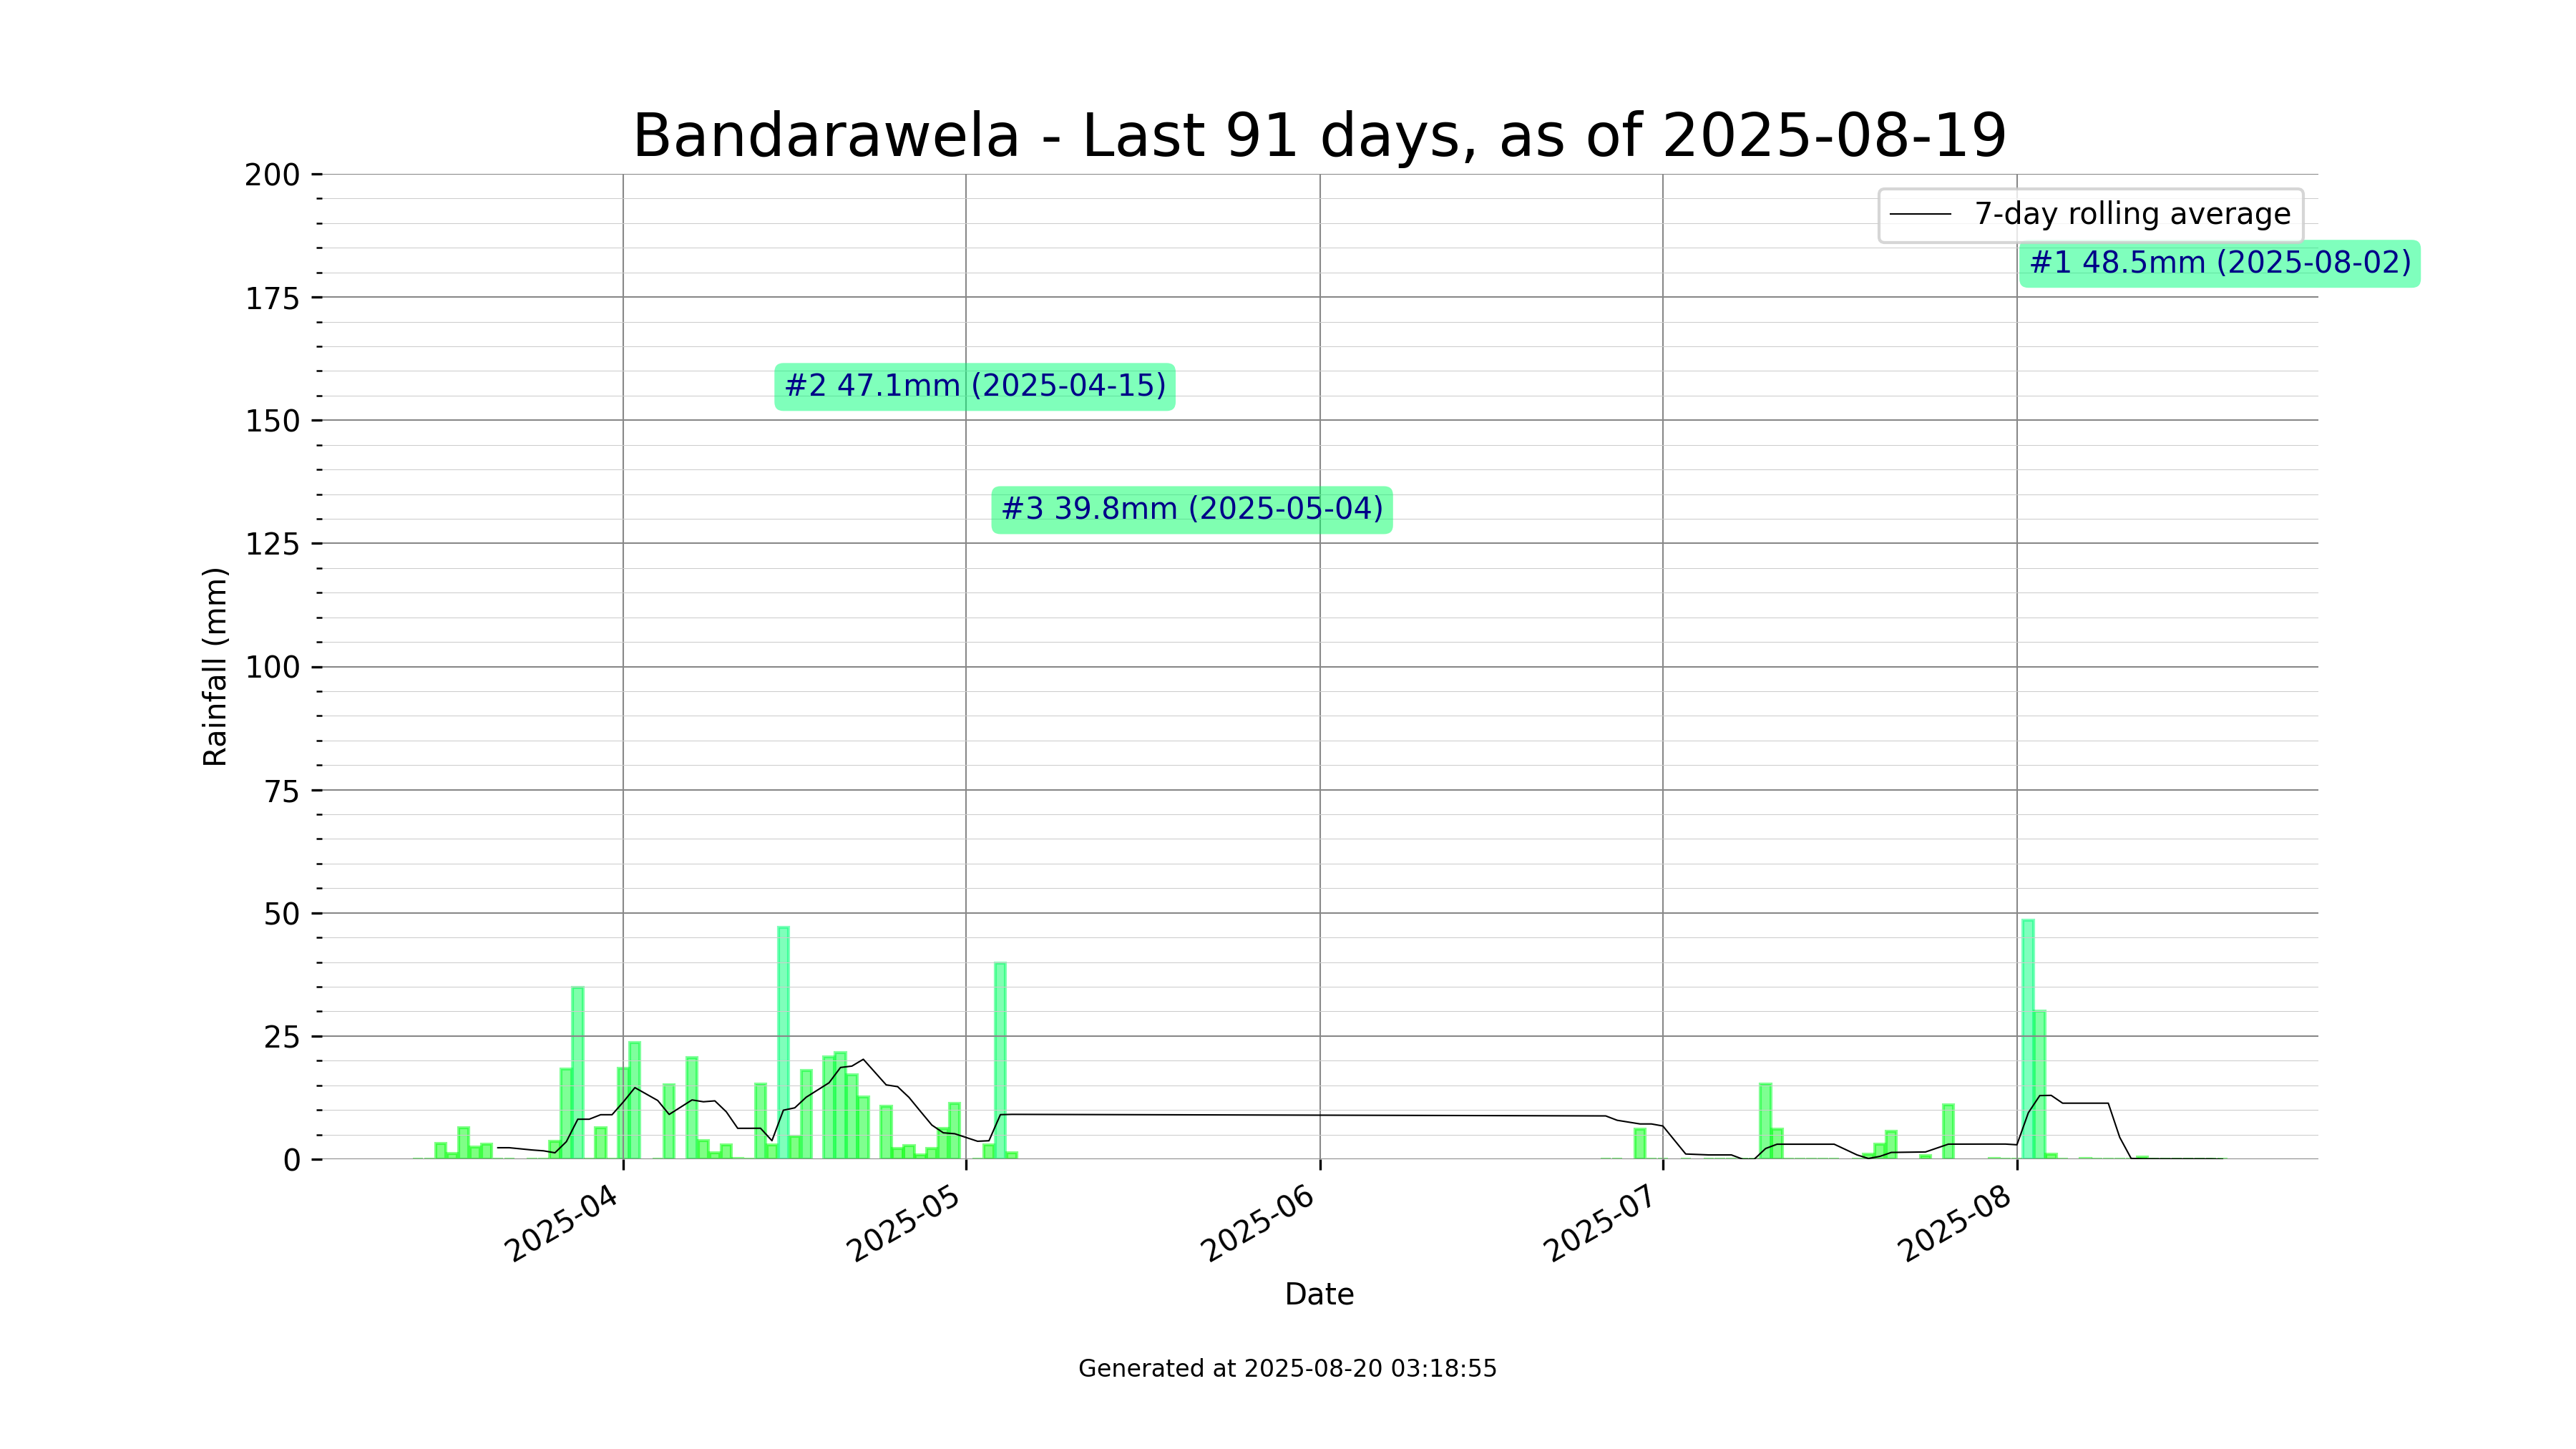 Bandarawela - Last 91 days, as of 2025-08-19
200
175
150
125
100
75
50
25
0
Rainfall (mm)
7-day rolling average
#1 48.5mm (2025-08-02)
#2 47.1mm (2025-04-15)
#3 39.8mm (2025-05-04)
2025-04
2025-05
2025-06
2025-07
2025-08
Date
Generated at 2025-08-20 03:18:55